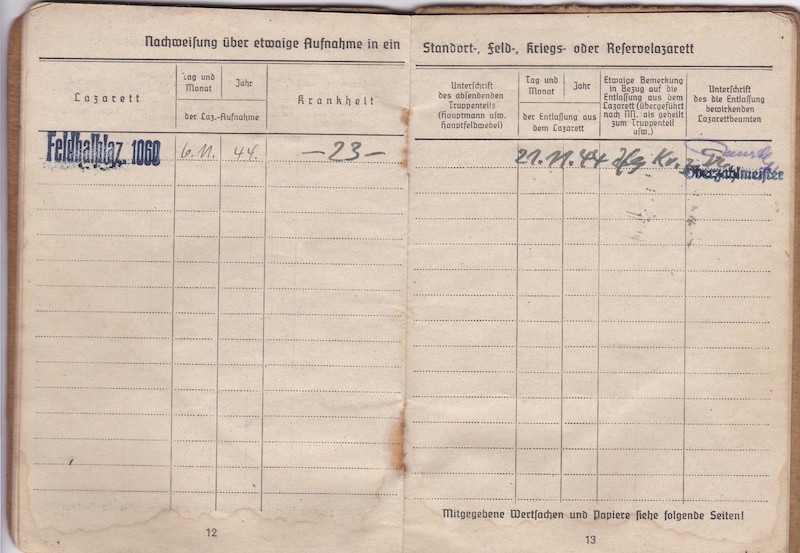 Nachweisung über etwaige Aufnahme in ein
Lazarett
Tag und
Monat
Jahr
der Laz.-Aufnahme
Krankheit
Feldhalblaz. 1060
6. 11.
44.
—23—
12
Standort-, Feld-, Kriegs- oder Reservelazarett
Unterschrift
des absendenden
Truppenteils
(Hauptmann usw.
Hauptfeldwebel)
Tag und
Monat
Jahr
der Entlassung aus
dem Lazarett
Etwaige Bemerkung
in Bezug auf die
Entlassung aus dem
Lazarett (übergeführt
nach NN. als geheilt
zum Truppenteil
usw.)
Unterschrift
des die Entlassung
bewirkenden
Lazarettbeamten
21. 11. 44
Oberzahlmeister
Mitgegebene Wertsachen und Papiere siehe folgende Seiten!
13